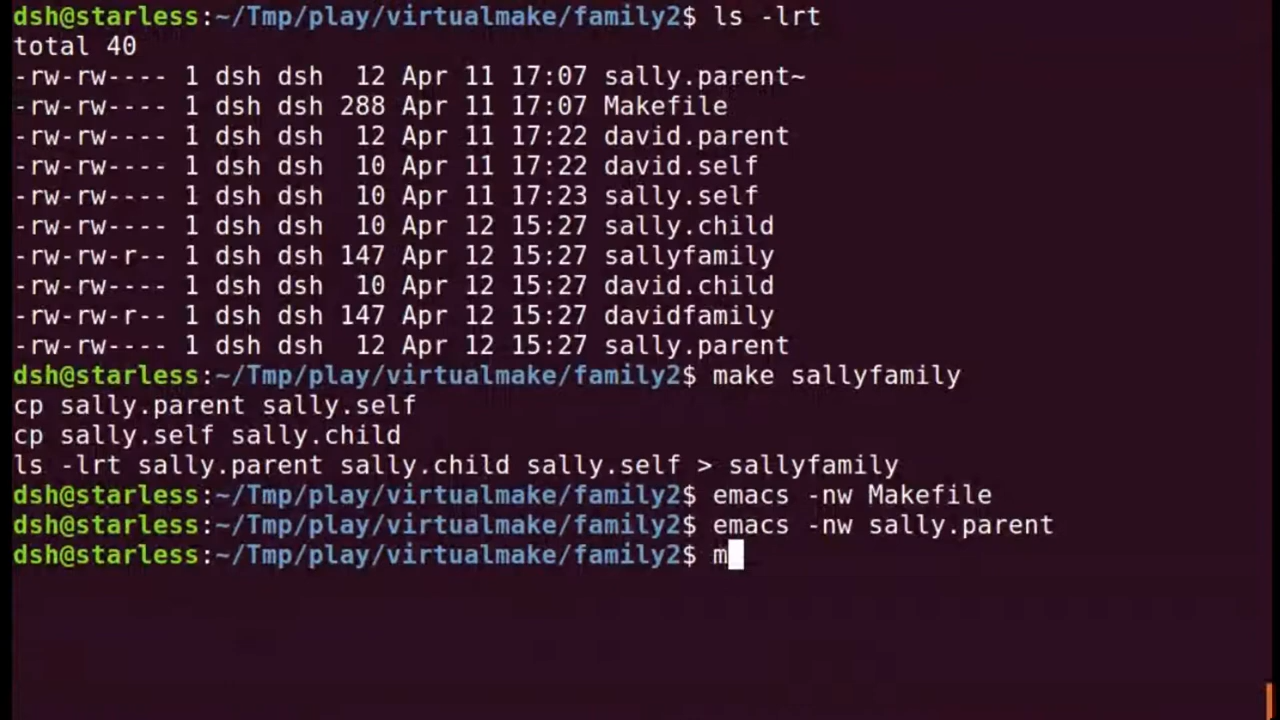 dsh@starless:~/Tmp/play/virtualmake/family2$ ls -lrt
total 40
-rw-rw---- 1 dsh dsh  12 Apr 11 17:07 sally.parent~
-rw-rw---- 1 dsh dsh 288 Apr 11 17:07 Makefile
-rw-rw---- 1 dsh dsh  12 Apr 11 17:22 david.parent
-rw-rw---- 1 dsh dsh  10 Apr 11 17:22 david.self
-rw-rw---- 1 dsh dsh  10 Apr 11 17:23 sally.self
-rw-rw---- 1 dsh dsh  10 Apr 12 15:27 sally.child
-rw-rw-r-- 1 dsh dsh 147 Apr 12 15:27 sallyfamily
-rw-rw---- 1 dsh dsh  10 Apr 12 15:27 david.child
-rw-rw-r-- 1 dsh dsh 147 Apr 12 15:27 davidfamily
-rw-rw---- 1 dsh dsh  12 Apr 12 15:27 sally.parent
dsh@starless:~/Tmp/play/virtualmake/family2$ make sallyfamily
cp sally.parent sally.self
cp sally.self sally.child
ls -lrt sally.parent sally.child sally.self > sallyfamily
dsh@starless:~/Tmp/play/virtualmake/family2$ emacs -nw Makefile
dsh@starless:~/Tmp/play/virtualmake/family2$ emacs -nw sally.parent
dsh@starless:~/Tmp/play/virtualmake/family2$ m